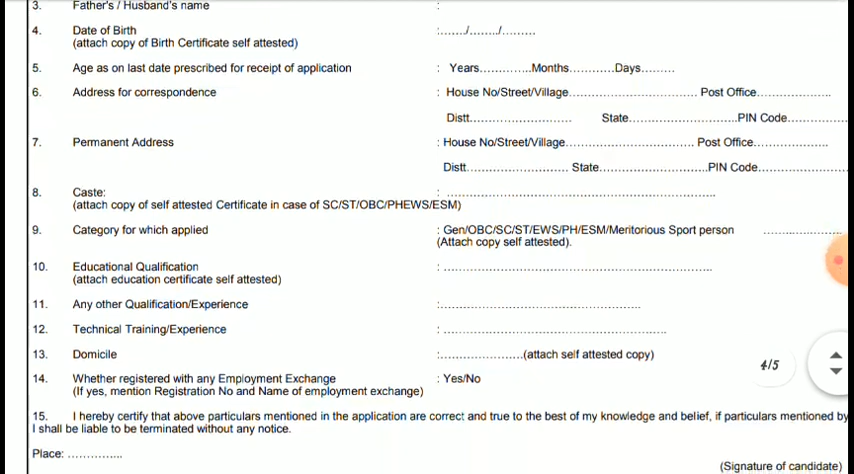 3. Father's / Husband's name :
4. Date of Birth :......./......../.........
(attach copy of Birth Certificate self attested)
5. Age as on last date prescribed for receipt of application : Years..............Months............Days.........
6. Address for correspondence : House No/Street/Village.................................. Post Office....................
Distt........................... State.............................PIN Code................
7. Permanent Address : House No/Street/Village.................................. Post Office....................
Distt........................... State.............................PIN Code........................
8. Caste: : ........................................................................
(attach copy of self attested Certificate in case of SC/ST/OBC/PHEWS/ESM)
9. Category for which applied : Gen/OBC/SC/ST/EWS/PH/ESM/Meritorious Sport person .....................
(Attach copy self attested).
10. Educational Qualification : ........................................................................
(attach education certificate self attested)
11. Any other Qualification/Experience :.....................................................
12. Technical Training/Experience : ............................................................
13. Domicile :......................(attach self attested copy)
4/5
14. Whether registered with any Employment Exchange : Yes/No
(If yes, mention Registration No and Name of employment exchange)
15. I hereby certify that above particulars mentioned in the application are correct and true to the best of my knowledge and belief, if particulars mentioned by
I shall be liable to be terminated without any notice.
Place: ...............
(Signature of candidate)